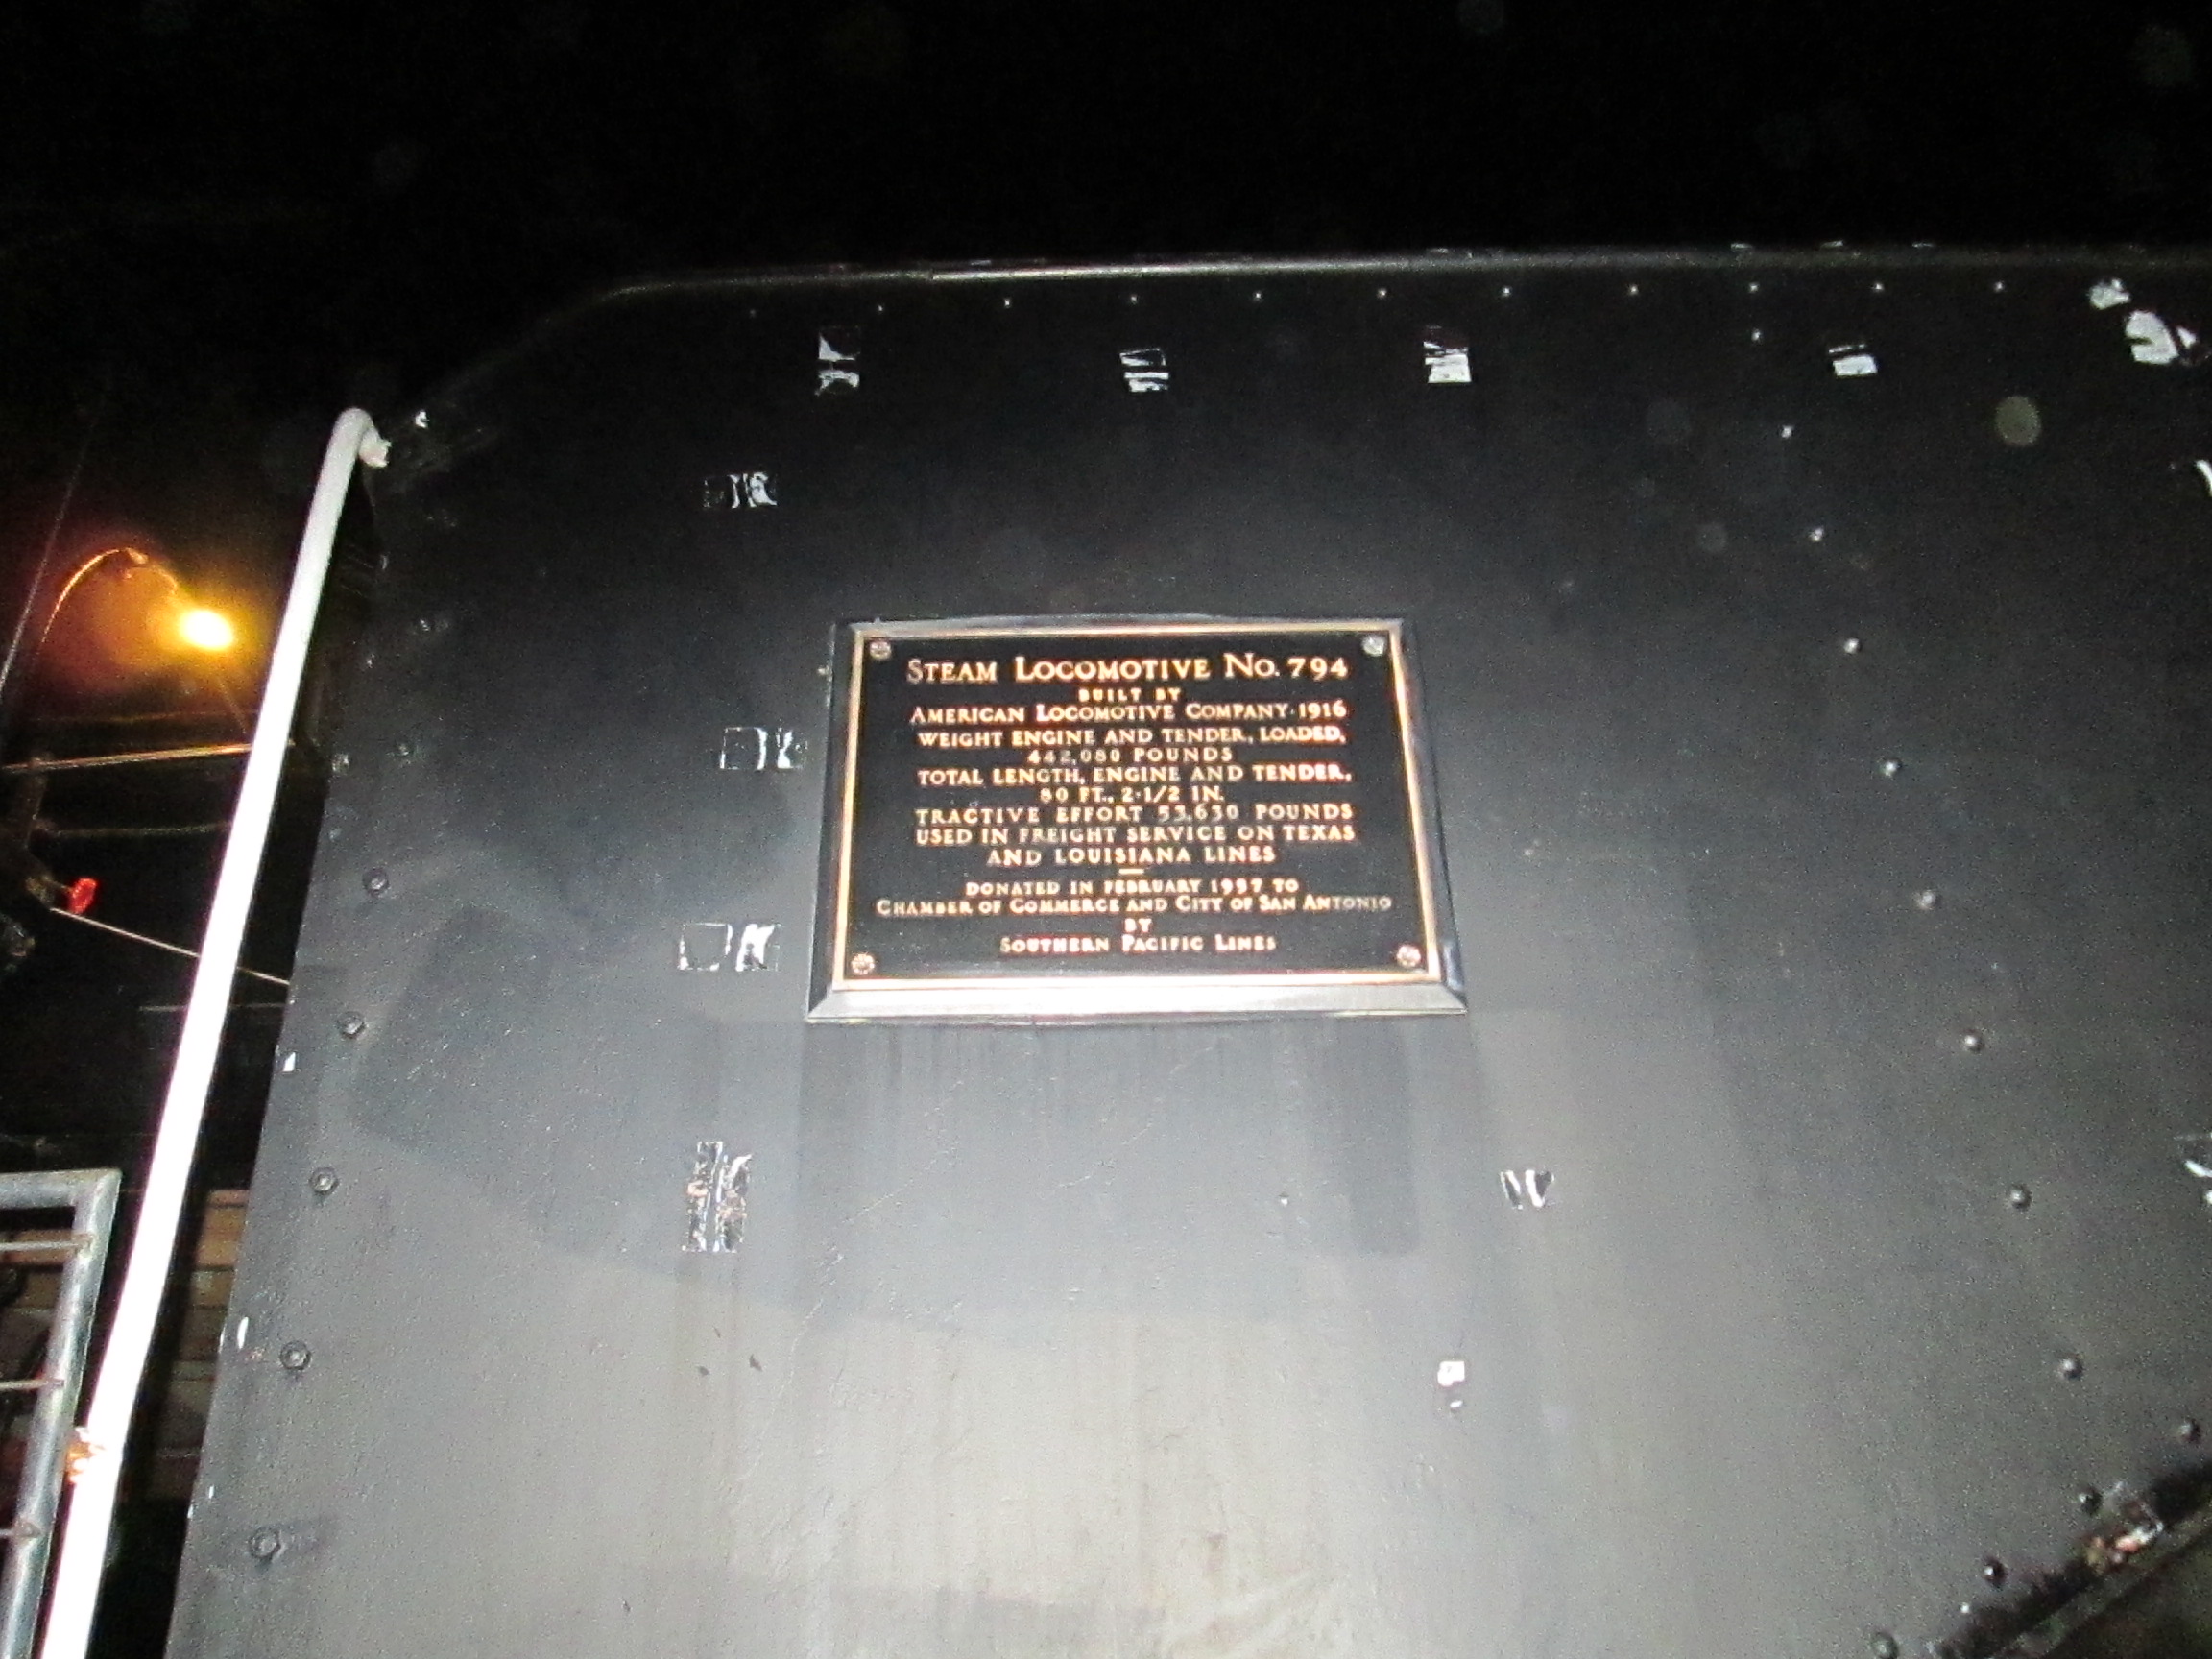 STEAM LOCOMOTIVE NO. 794
BUILT BY
AMERICAN LOCOMOTIVE COMPANY·1916
WEIGHT ENGINE AND TENDER, LOADED,
442,080 POUNDS
TOTAL LENGTH, ENGINE AND TENDER,
80 FT., 2-1/2 IN.
TRACTIVE EFFORT 53,630 POUNDS
USED IN FREIGHT SERVICE ON TEXAS
AND LOUISIANA LINES
—
DONATED IN FEBRUARY 1957 TO
CHAMBER OF COMMERCE AND CITY OF SAN ANTONIO
BY
SOUTHERN PACIFIC LINES